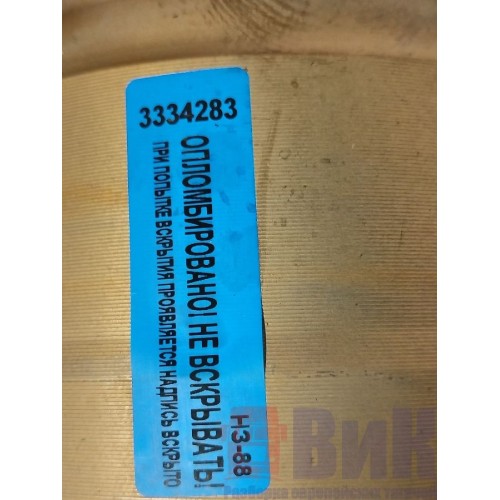 3334283
ОПЛОМБИРОВАНО! НЕ ВСКРЫВАТЬ!
ПРИ ПОПЫТКЕ ВСКРЫТИЯ ПРОЯВЛЯЕТСЯ НАДПИСЬ ВСКРЫТО
НЗ-88
ВиК